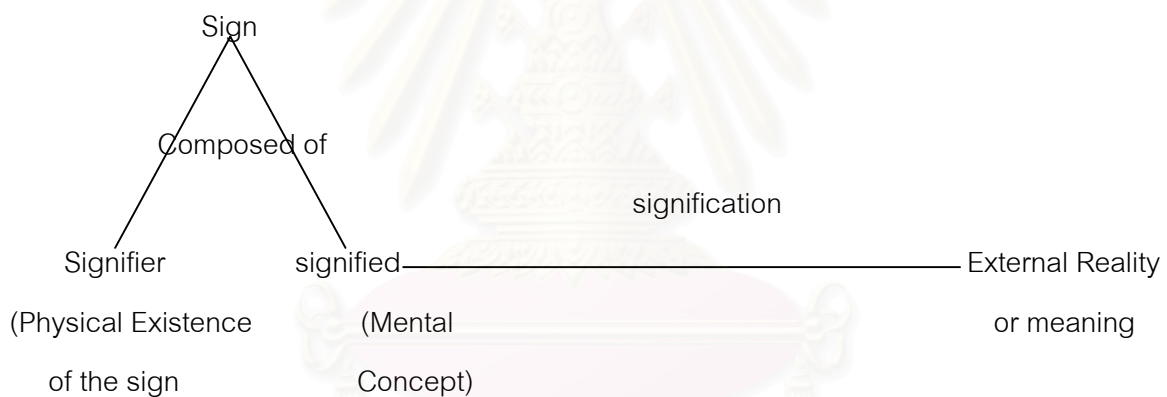 Sign
Composed of
signification
Signifier signified External Reality
(Physical Existence (Mental or meaning
of the sign Concept)